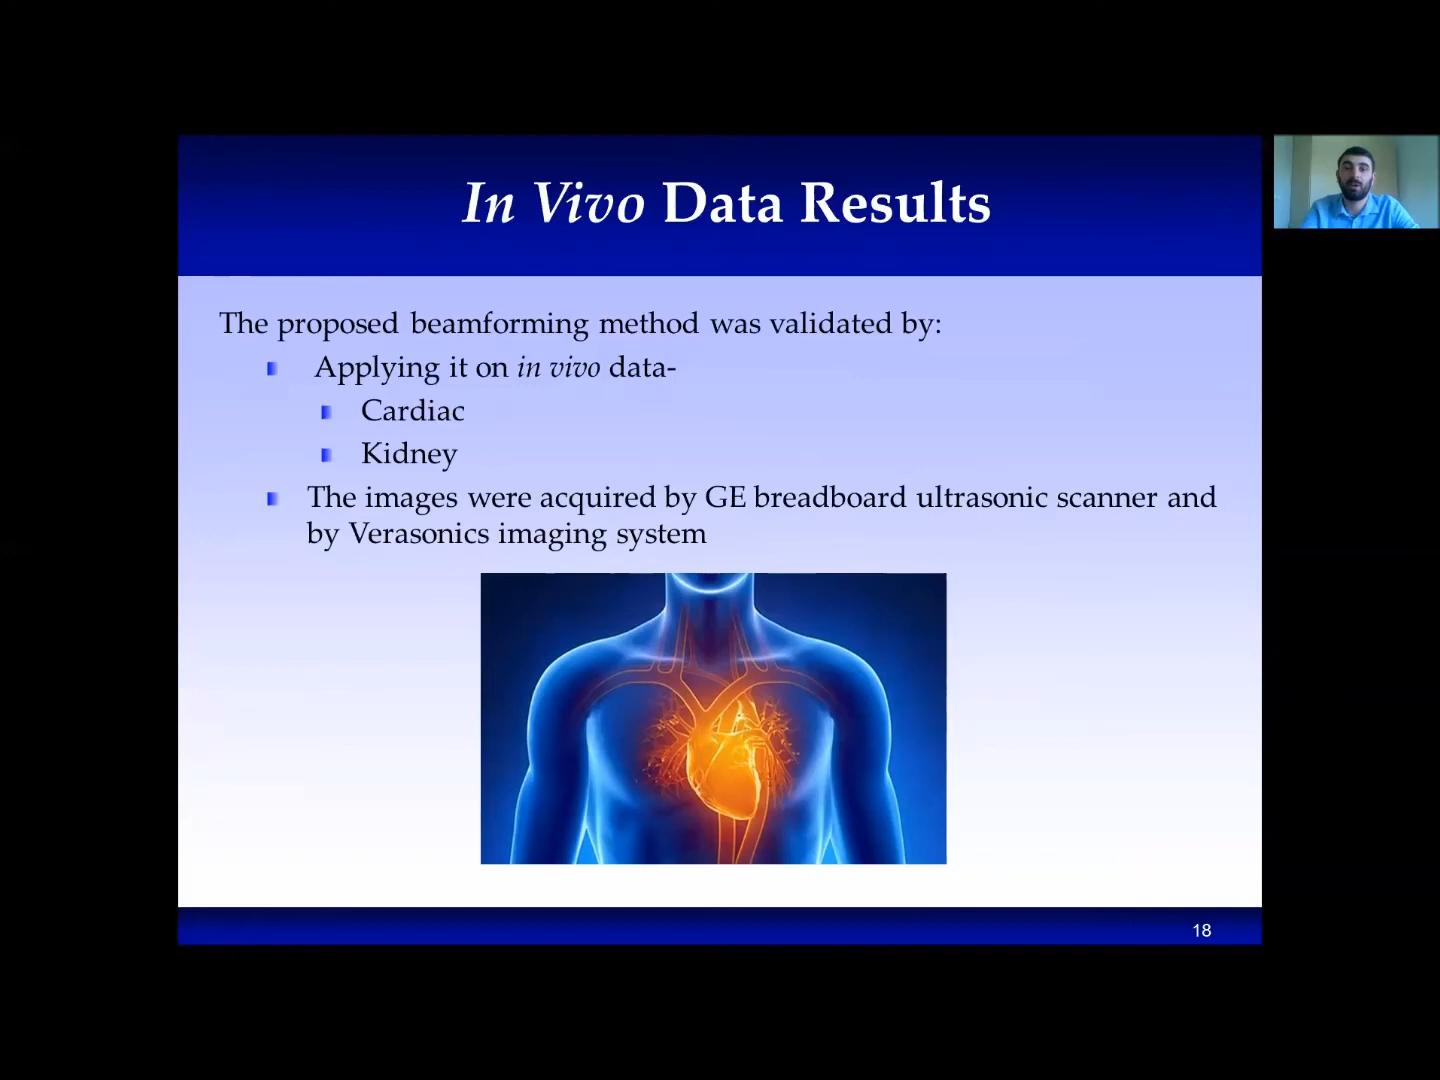 In Vivo Data Results
The proposed beamforming method was validated by:
Applying it on in vivo data-
Cardiac
Kidney
The images were acquired by GE breadboard ultrasonic scanner and
by Verasonics imaging system
18